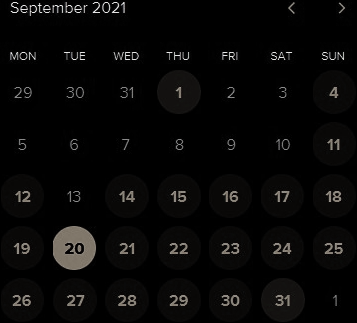 September 2021
MON TUE WED THU FRI SAT SUN
29 30 31 1 2 3 4
5 6 7 8 9 10 11
12 13 14 15 16 17 18
19 20 21 22 23 24 25
26 27 28 29 30 31 1